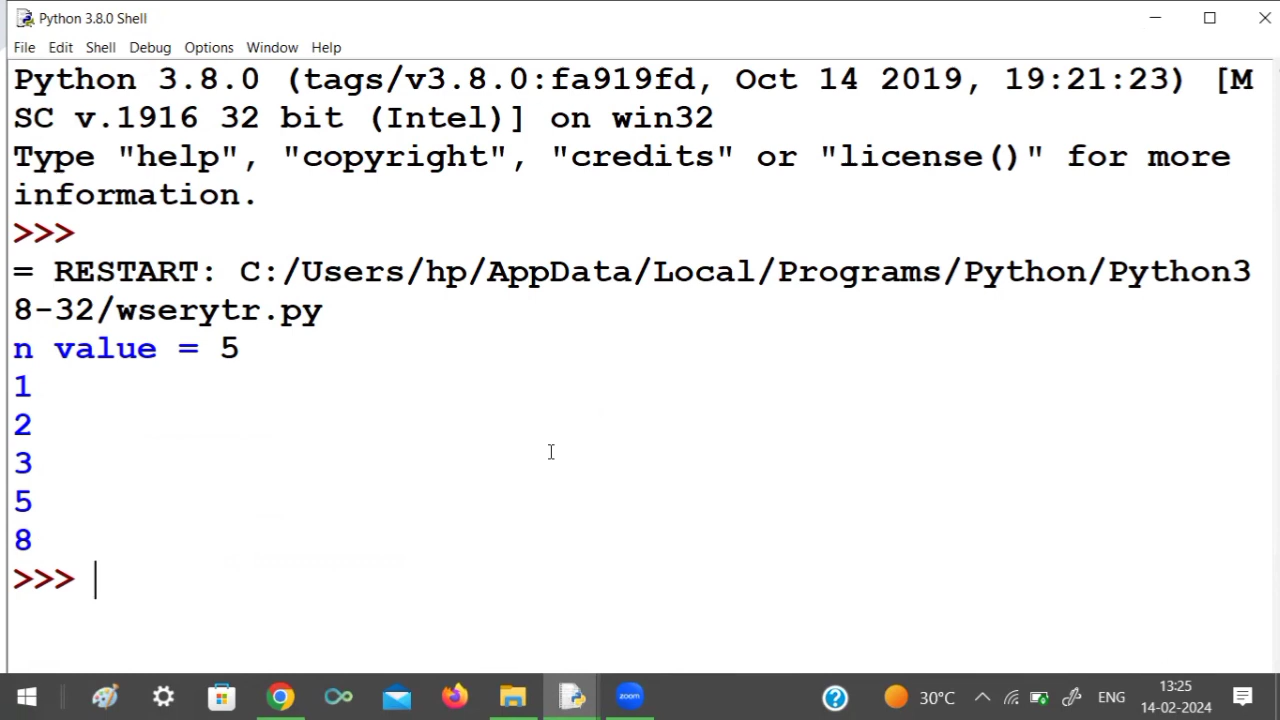 Python 3.8.0 Shell
File Edit Shell Debug Options Window Help
Python 3.8.0 (tags/v3.8.0:fa919fd, Oct 14 2019, 19:21:23) [M
SC v.1916 32 bit (Intel)] on win32
Type "help", "copyright", "credits" or "license()" for more
information.
>>>
= RESTART: C:/Users/hp/AppData/Local/Programs/Python/Python3
8-32/wserytr.py
n value = 5
1
2
3
5
8
>>>
zoom 30°C ENG 13:25
14-02-2024